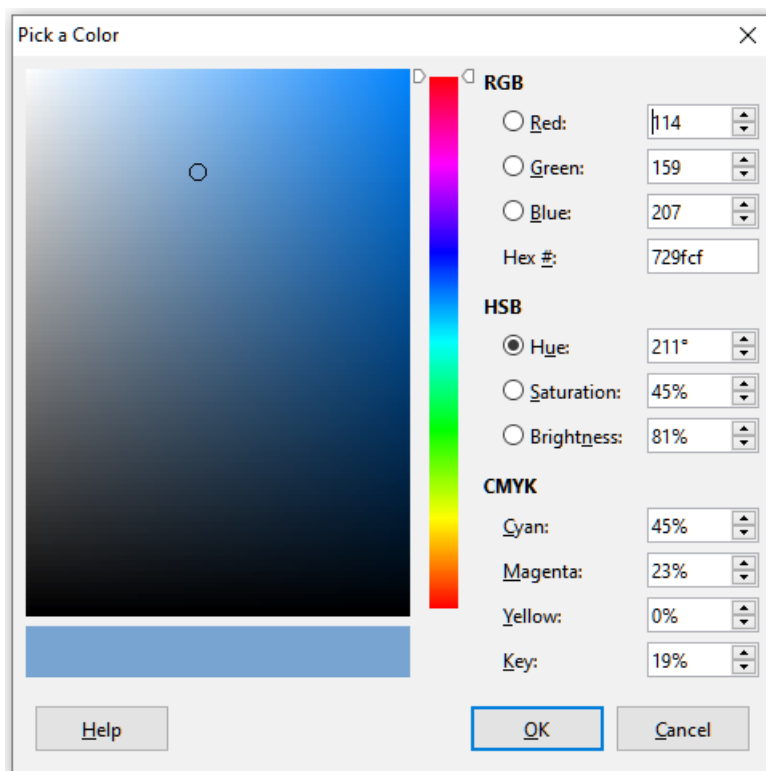 Pick a Color
RGB
Red: 114
Green: 159
Blue: 207
Hex #: 729fcf
HSB
Hue: 211°
Saturation: 45%
Brightness: 81%
CMYK
Cyan: 45%
Magenta: 23%
Yellow: 0%
Key: 19%
Help OK Cancel